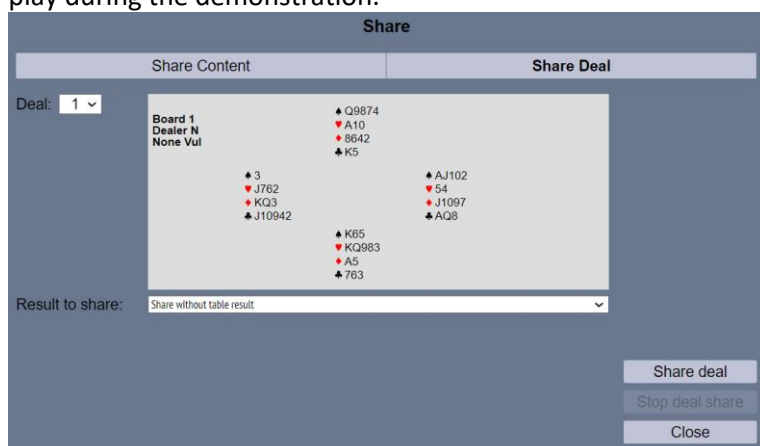 play during the demonstration.
Share
Share Content Share Deal
Deal: 1
Board 1
Dealer N
None Vul
♠ Q9874
♥ A10
♦ 8642
♣ K5
♠ 3
♥ J762
♦ KQ3
♣ J10942
♠ AJ102
♥ 54
♦ J1097
♣ AQ8
♠ K65
♥ KQ983
♦ A5
♣ 763
Result to share: Share without table result
Share deal
Stop deal share
Close